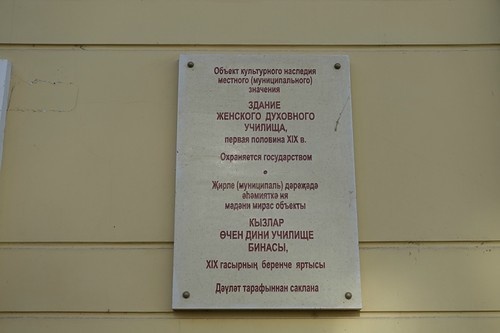 Объект культурного наследия
местного (муниципального)
значения
ЗДАНИЕ
ЖЕНСКОГО ДУХОВНОГО
УЧИЛИЩА,
первая половина XIX в.
Охраняется государством
Җирле (муниципаль) дәрәҗәдә
әһәмияткә ия
мәдәни мирас объекты
КЫЗЛАР
ӨЧЕН ДИНИ УЧИЛИЩЕ
БИНАСЫ,
XIX гасырның беренче яртысы
Дәүләт тарафыннан саклана